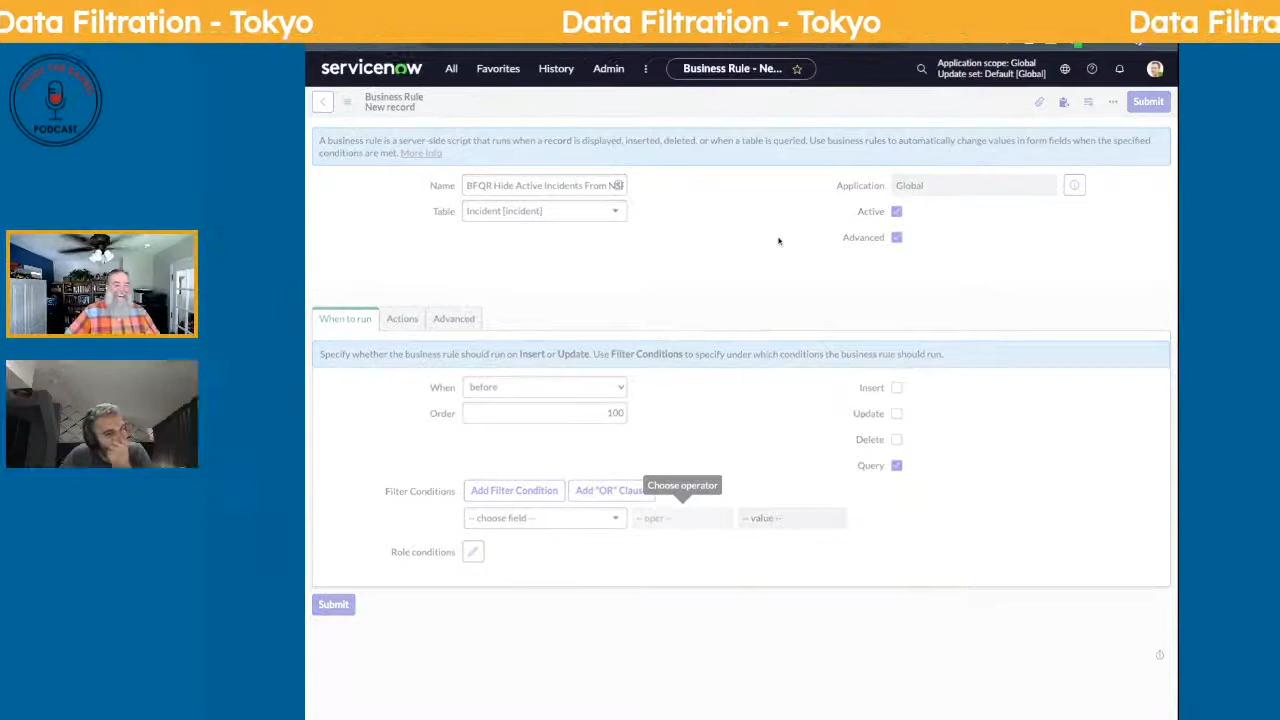 Data Filtration - Tokyo
Data Filtration - Tokyo
Data Filtra
PODCAST
servicenow
All
Favorites
History
Admin
Business Rule - Ne...
Application scope: Global
Update set: Default [Global]
Business Rule
New record
Submit
A business rule is a server-side script that runs when a record is displayed, inserted, deleted, or when a table is queried. Use business rules to automatically change values in form fields when the specified
conditions are met. More Info
Name
BFQR Hide Active Incidents From
Application
Global
Table
Incident [incident]
Active
Advanced
When to run
Actions
Advanced
Specify whether the business rule should run on Insert or Update. Use Filter Conditions to specify under which conditions the business rule should run.
When
before
Insert
Order
100
Update
Delete
Query
Choose operator
Filter Conditions
Add Filter Condition
Add "OR" Claus
-- choose field --
-- oper --
-- value --
Role conditions
Submit